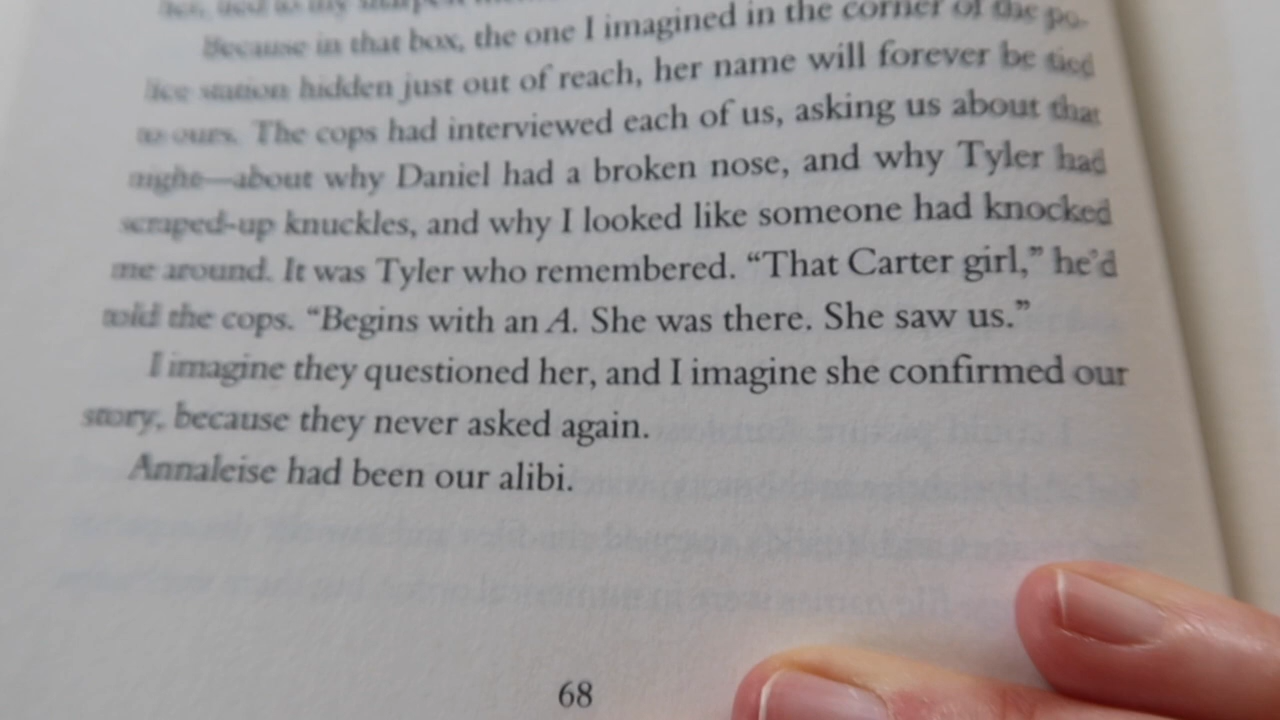 Because in that box, the one I imagined in the corner of the po-
lice station hidden just out of reach, her name will forever be tied
to ours. The cops had interviewed each of us, asking us about that
night—about why Daniel had a broken nose, and why Tyler had
scraped-up knuckles, and why I looked like someone had knocked
me around. It was Tyler who remembered. “That Carter girl,” he’d
told the cops. “Begins with an A. She was there. She saw us.”
I imagine they questioned her, and I imagine she confirmed our
story, because they never asked again.
Annaleise had been our alibi.
68